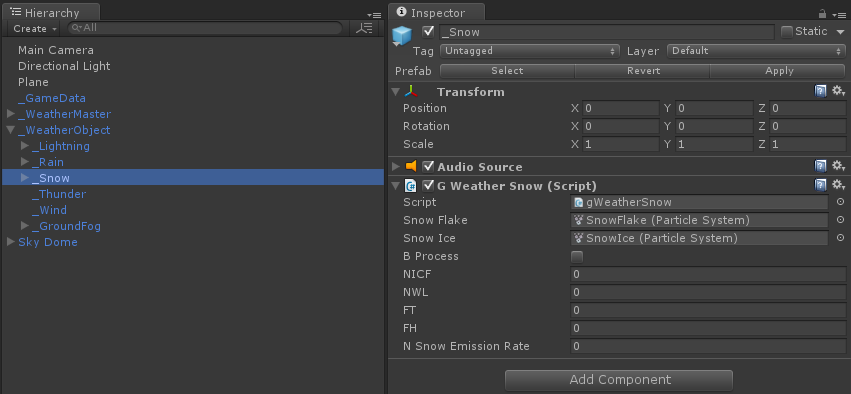 Hierarchy
Create All
Main Camera
Directional Light
Plane
_GameData
_WeatherMaster
_WeatherObject
_Lightning
_Rain
_Snow
_Thunder
_Wind
_GroundFog
Sky Dome
Inspector
_Snow Static
Tag Untagged Layer Default
Prefab Select Revert Apply
Transform
Position X 0 Y 0 Z 0
Rotation X 0 Y 0 Z 0
Scale X 1 Y 1 Z 1
Audio Source
G Weather Snow (Script)
Script gWeatherSnow
Snow Flake SnowFlake (Particle System)
Snow Ice SnowIce (Particle System)
B Process
NICF 0
NWL 0
FT 0
FH 0
N Snow Emission Rate 0
Add Component